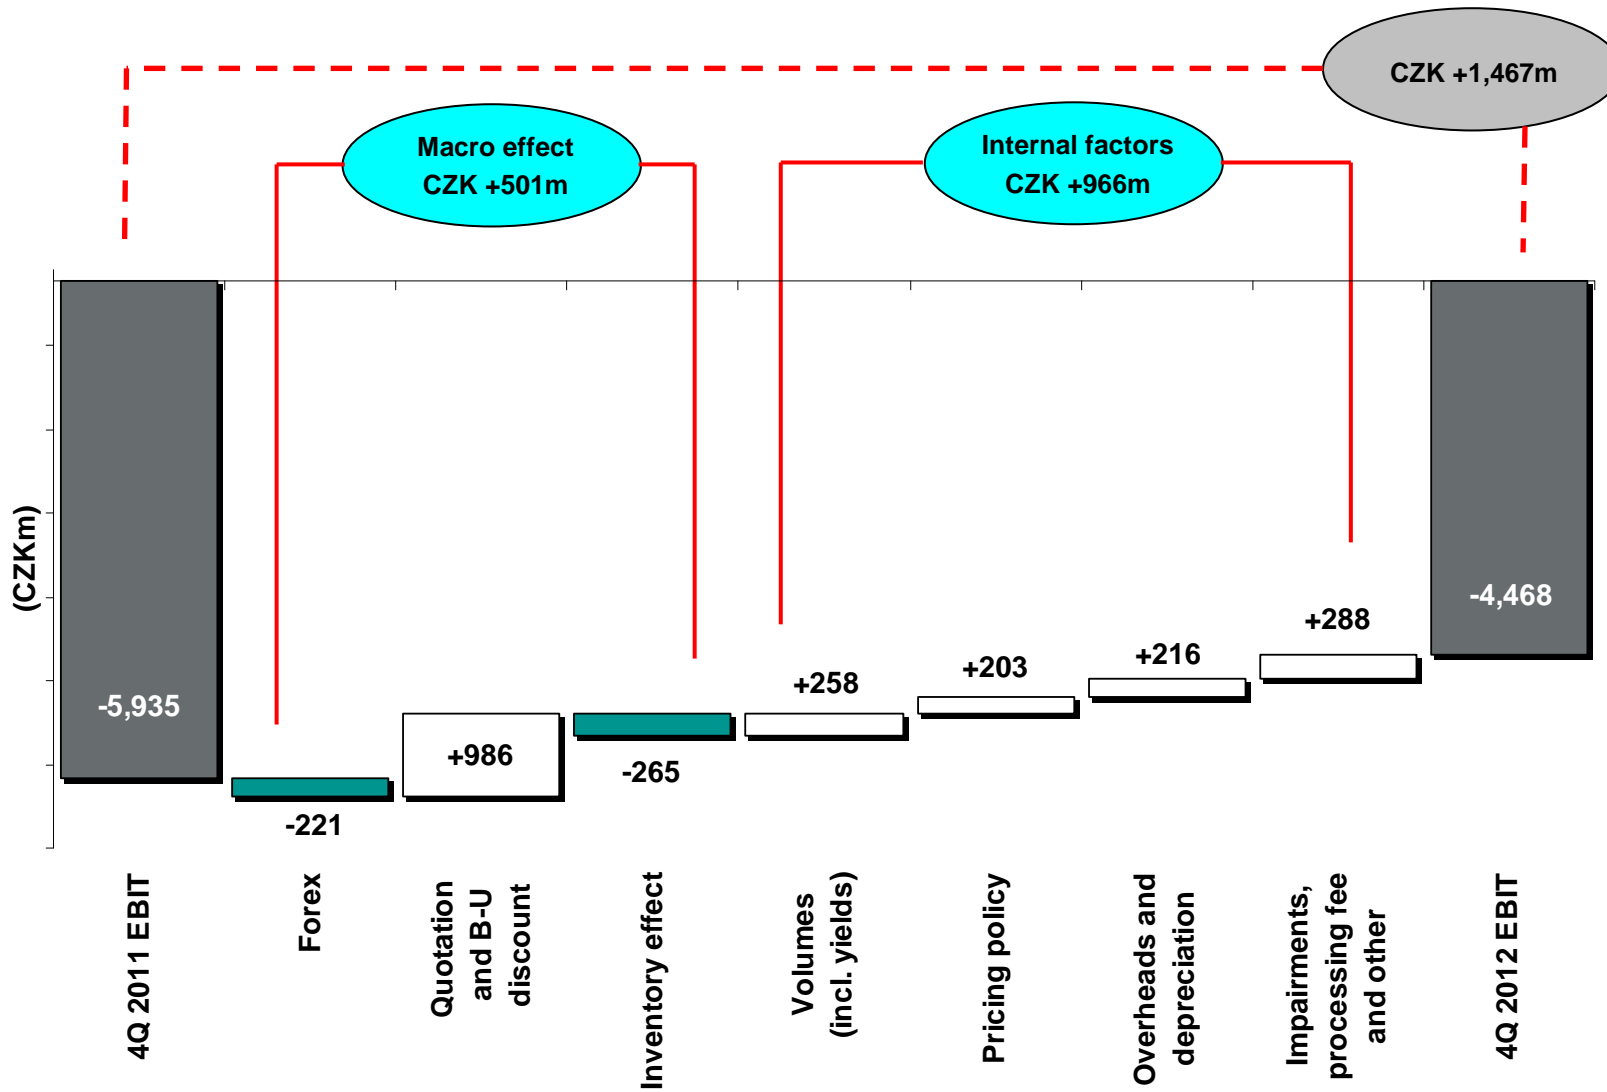 CZK +1,467m
Macro effect
CZK +501m
Internal factors
CZK +966m
(CZKm)
-5,935
-221
+986
-265
+258
+203
+216
+288
-4,468
4Q 2011 EBIT
Forex
Quotation
and B-U
discount
Inventory effect
Volumes
(incl. yields)
Pricing policy
Overheads and
depreciation
Impairments,
processing fee
and other
4Q 2012 EBIT